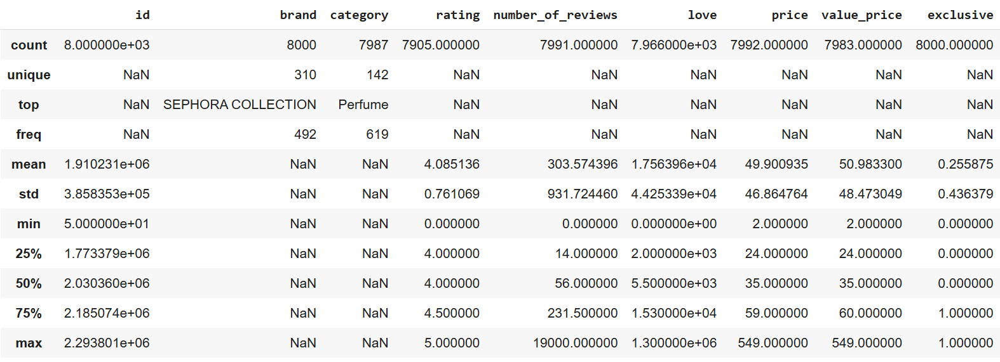 id brand category rating number_of_reviews love price value_price exclusive
count 8.000000e+03 8000 7987 7905.000000 7991.000000 7.966000e+03 7992.000000 7983.000000 8000.000000
unique NaN 310 142 NaN NaN NaN NaN NaN NaN
top NaN SEPHORA COLLECTION Perfume NaN NaN NaN NaN NaN NaN
freq NaN 492 619 NaN NaN NaN NaN NaN NaN
mean 1.910231e+06 NaN NaN 4.085136 303.574396 1.756396e+04 49.900935 50.983300 0.255875
std 3.858353e+05 NaN NaN 0.761069 931.724460 4.425339e+04 46.864764 48.473049 0.436379
min 5.000000e+01 NaN NaN 0.000000 0.000000 0.000000e+00 2.000000 2.000000 0.000000
25% 1.773379e+06 NaN NaN 4.000000 14.000000 2.000000e+03 24.000000 24.000000 0.000000
50% 2.030360e+06 NaN NaN 4.000000 56.000000 5.500000e+03 35.000000 35.000000 0.000000
75% 2.185074e+06 NaN NaN 4.500000 231.500000 1.530000e+04 59.000000 60.000000 1.000000
max 2.293801e+06 NaN NaN 5.000000 19000.000000 1.300000e+06 549.000000 549.000000 1.000000